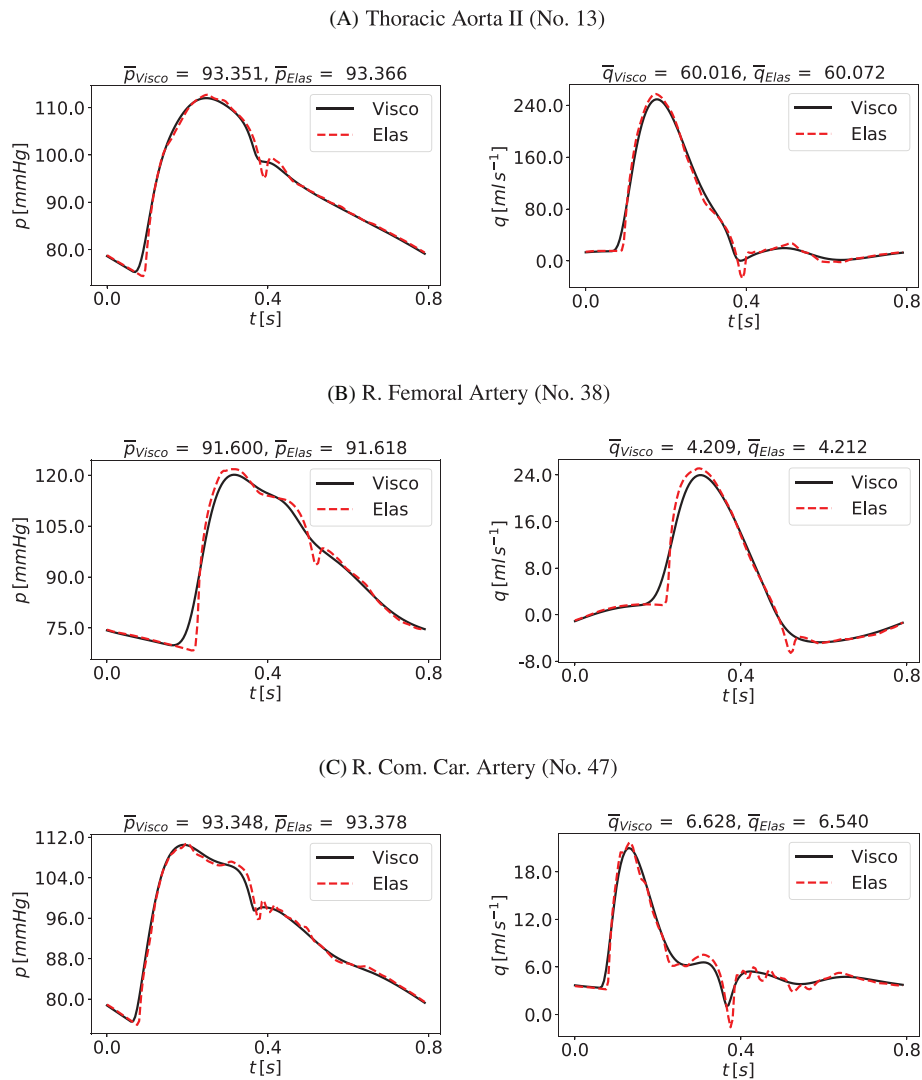 (A) Thoracic Aorta II (No. 13)
p̅Visco = 93.351, p̅Elas = 93.366
110.0
100.0
90.0
80.0
p [mmHg]
Visco
Elas
0.0 0.4 0.8
t [s]
q̅Visco = 60.016, q̅Elas = 60.072
240.0
160.0
80.0
0.0
q [ml s⁻¹]
Visco
Elas
0.0 0.4 0.8
t [s]
(B) R. Femoral Artery (No. 38)
p̅Visco = 91.600, p̅Elas = 91.618
120.0
105.0
90.0
75.0
p [mmHg]
Visco
Elas
0.0 0.4 0.8
t [s]
q̅Visco = 4.209, q̅Elas = 4.212
24.0
16.0
8.0
0.0
-8.0
q [ml s⁻¹]
Visco
Elas
0.0 0.4 0.8
t [s]
(C) R. Com. Car. Artery (No. 47)
p̅Visco = 93.348, p̅Elas = 93.378
112.0
104.0
96.0
88.0
80.0
p [mmHg]
Visco
Elas
0.0 0.4 0.8
t [s]
q̅Visco = 6.628, q̅Elas = 6.540
18.0
12.0
6.0
0.0
q [ml s⁻¹]
Visco
Elas
0.0 0.4 0.8
t [s]